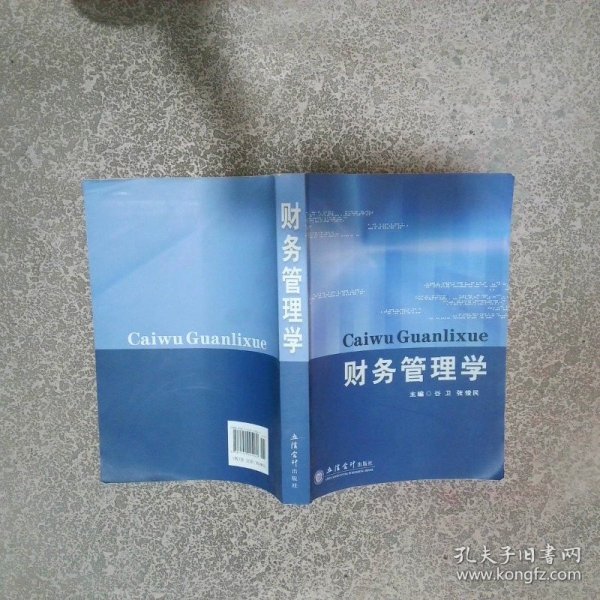 Caiwu Guanlixue
财务管理学
立信会计出版社
Caiwu Guanlixue
财务管理学
主编◎谷 卫 张俊民
立信会计出版社
孔夫子旧书网
www.kongfz.com